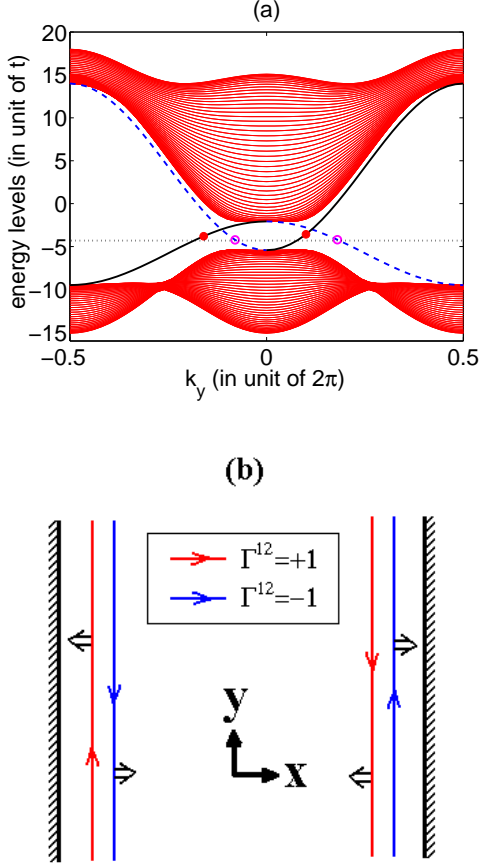 (a)
energy levels (in unit of t)
20
15
10
5
0
−5
−10
−15
−0.5
0
0.5
k_y (in unit of 2π)
(b)
Γ^12=+1
Γ^12=−1
y
x